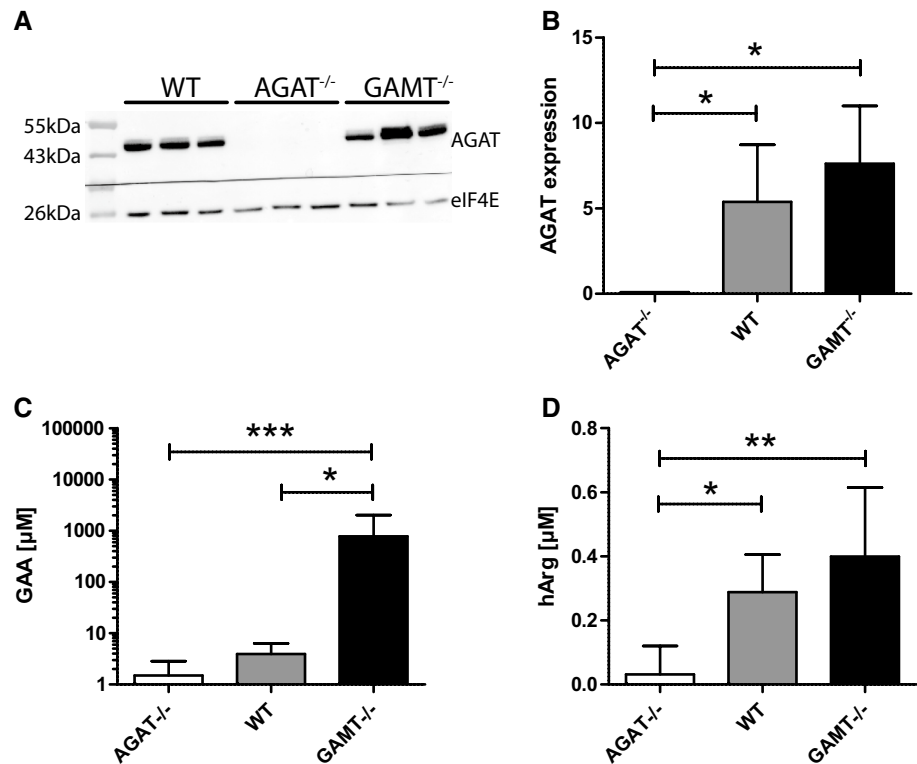 A
WT AGAT-/- GAMT-/-
55kDa
AGAT
43kDa
eIF4E
26kDa
B
AGAT expression
15
10
5
0
*
*
AGAT-/-
WT
GAMT-/-
C
GAA [µM]
100000
10000
1000
100
10
1
***
*
AGAT-/-
WT
GAMT-/-
D
hArg [µM]
0.8
0.6
0.4
0.2
0.0
**
*
AGAT-/-
WT
GAMT-/-